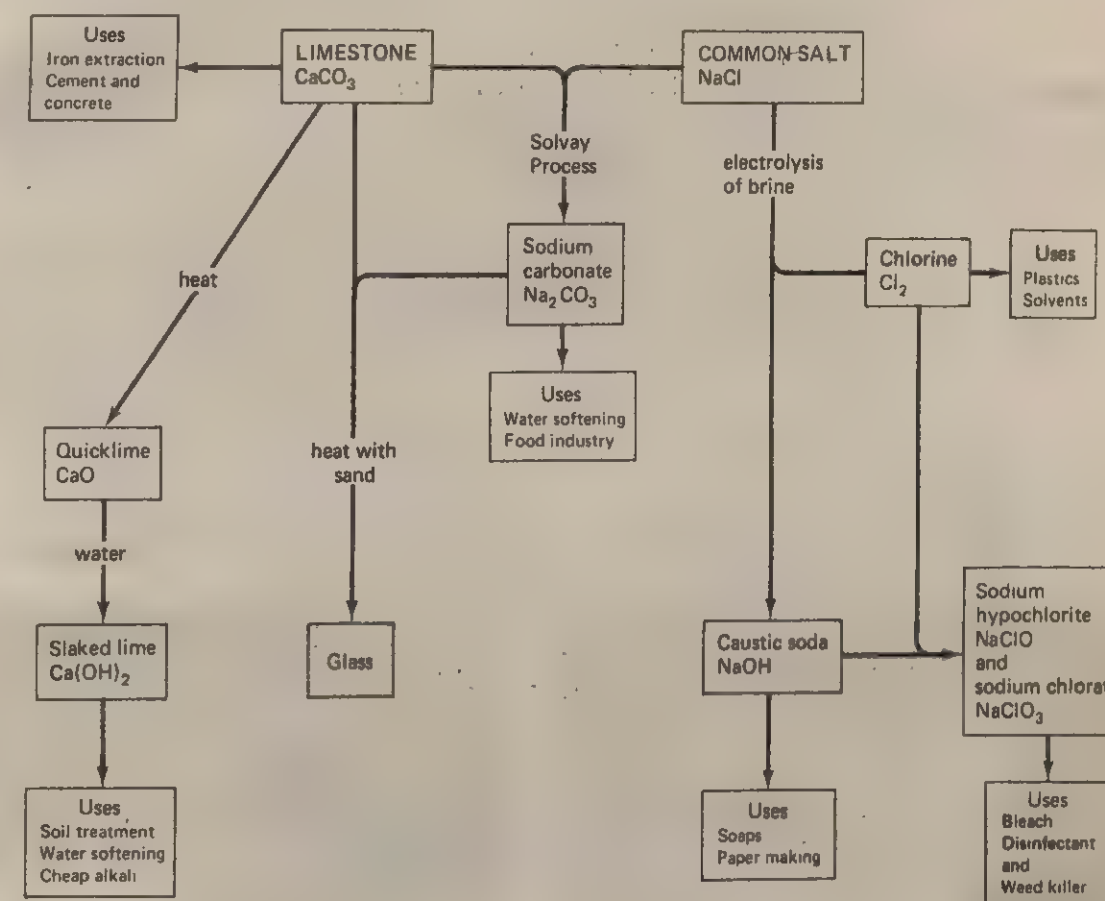 Uses
Iron extraction
Cement and
concrete
LIMESTONE
CaCO₃
COMMON SALT
NaCl
Solvay
Process
electrolysis
of brine
Sodium
carbonate
Na₂CO₃
Chlorine
Cl₂
Uses
Plastics
Solvents
heat
Uses
Water softening
Food industry
Quicklime
CaO
heat with
sand
water
Slaked lime
Ca(OH)₂
Glass
Caustic soda
NaOH
Sodium
hypochlorite
NaClO
and
sodium chlorat
NaClO₃
Uses
Soil treatment
Water softening
Cheap alkali
Uses
Soaps
Paper making
Uses
Bleach
Disinfectant
and
Weed killer